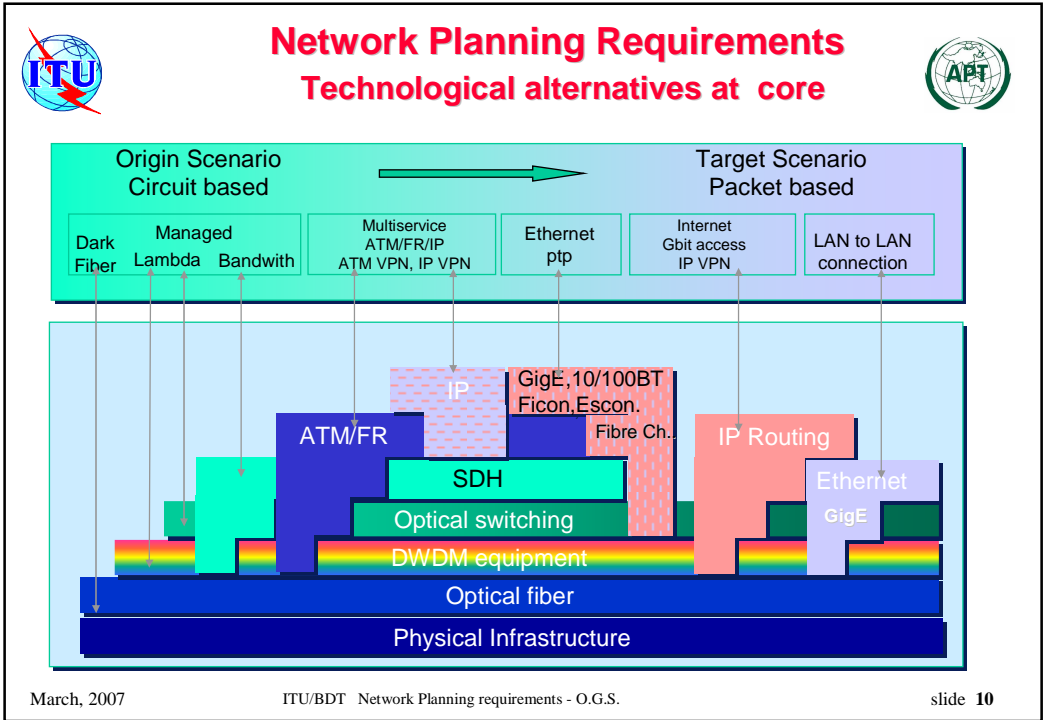 ITU
Network Planning Requirements
Technological alternatives at core
APT
Origin Scenario
Circuit based
Target Scenario
Packet based
Dark
Fiber
Managed
Lambda
Bandwith
Multiservice
ATM/FR/IP
ATM VPN, IP VPN
Ethernet
ptp
Internet
Gbit access
IP VPN
LAN to LAN
connection
IP
GigE,10/100BT
Ficon,Escon.
Fibre Ch..
ATM/FR
IP Routing
SDH
Ethernet
Optical switching
GigE
DWDM equipment
Optical fiber
Physical Infrastructure
March, 2007
ITU/BDT Network Planning requirements - O.G.S.
slide 10